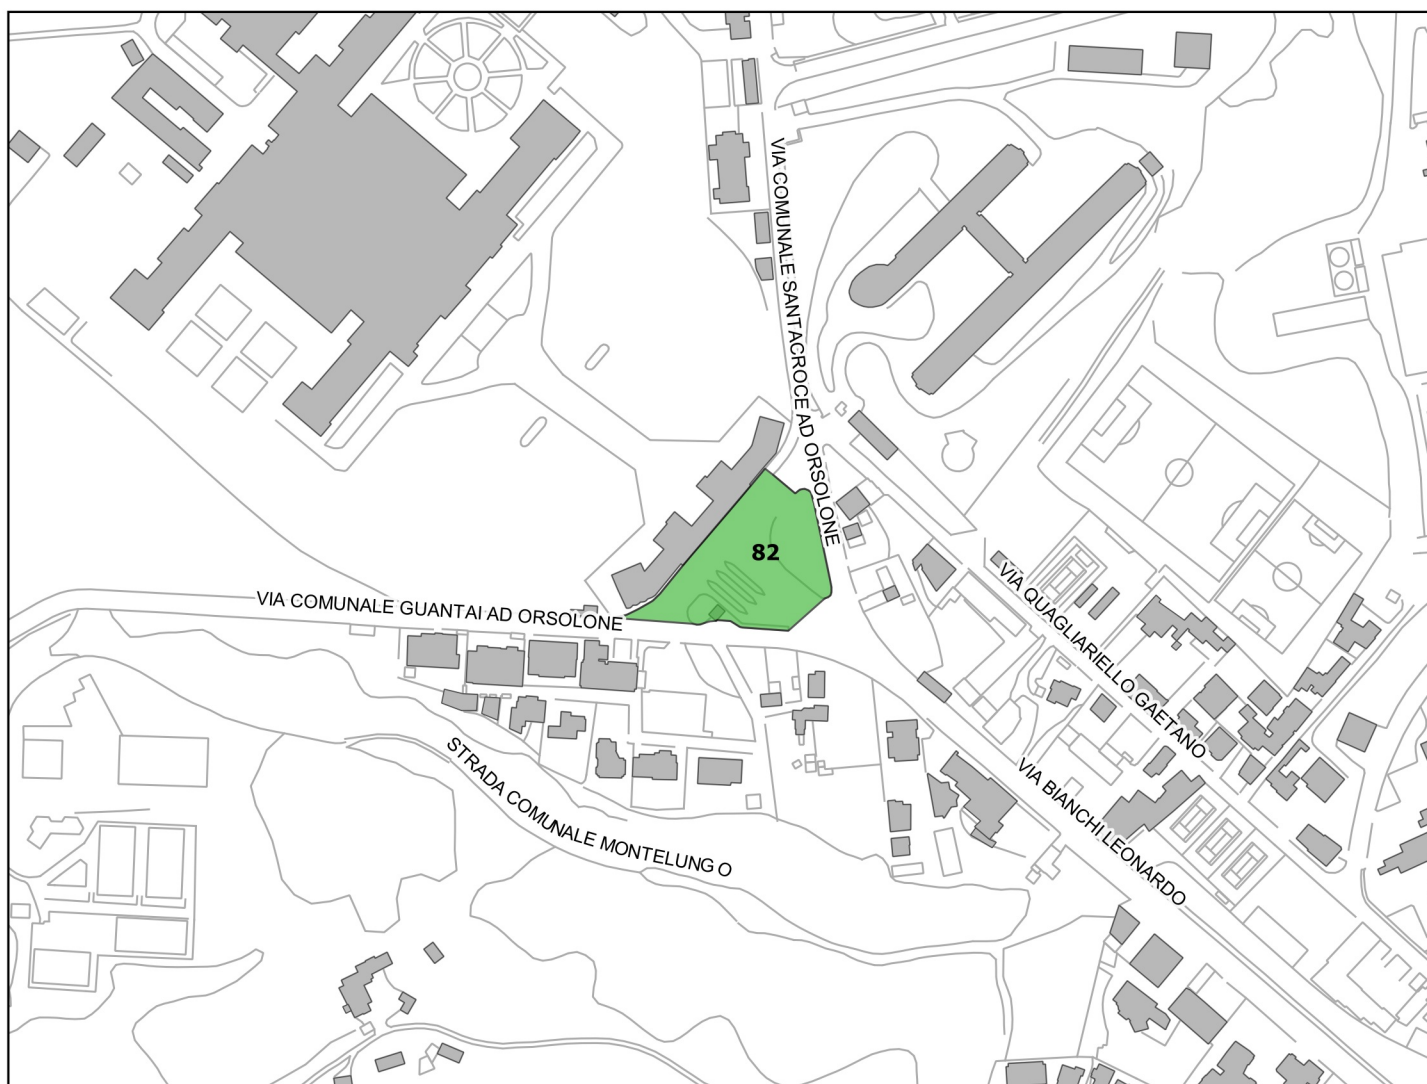 VIA COMUNALE SANTACROCE AD ORSOLONE
82
VIA COMUNALE GUANTAI AD ORSOLONE
VIA QUAGLIARIELLO GAETANO
STRADA COMUNALE MONTELUNGO
VIA BIANCHI LEONARDO